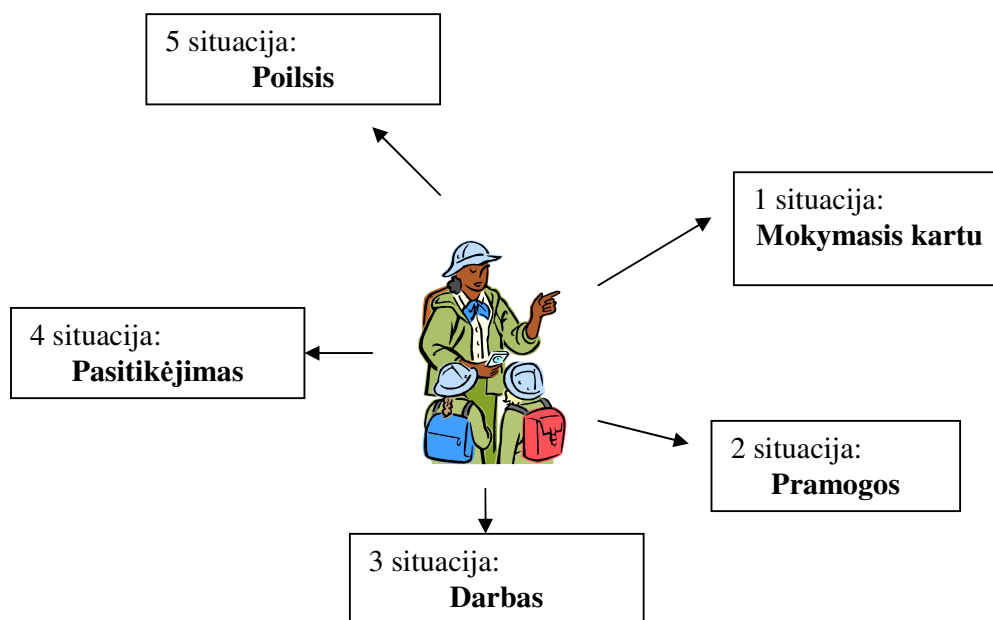 5 situacija:
Poilsis
1 situacija:
Mokymasis kartu
4 situacija:
Pasitikėjimas
2 situacija:
Pramogos
3 situacija:
Darbas